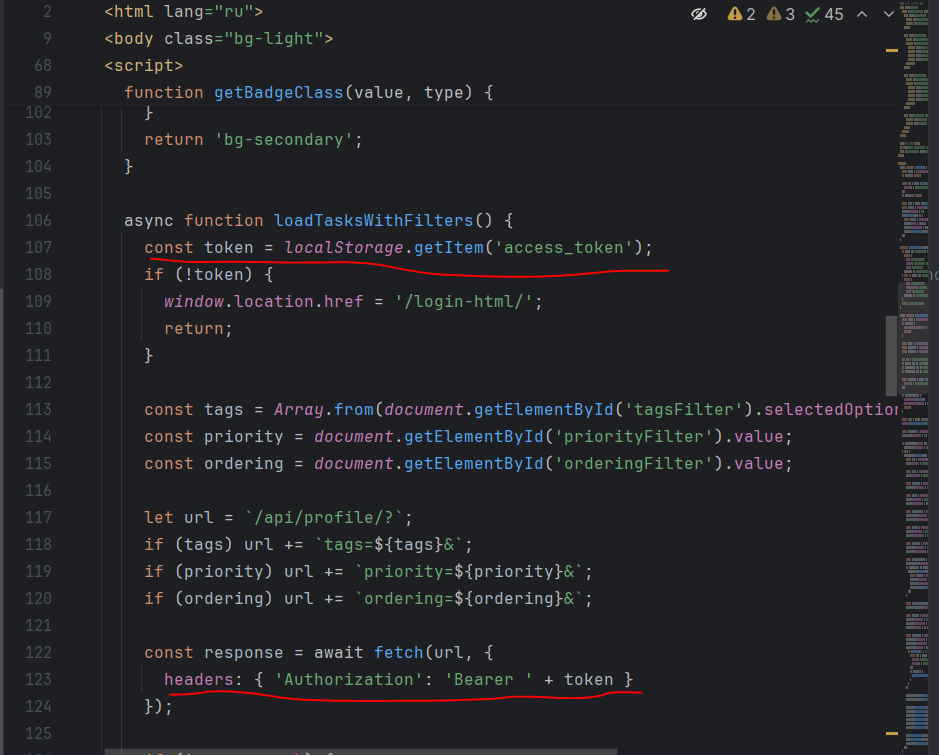 2 <html lang="ru">
2 3 45
9 <body class="bg-light">
68 <script>
89 function getBadgeClass(value, type) {
102 }
103 return 'bg-secondary';
104 }
105
106 async function loadTasksWithFilters() {
107 const token = localStorage.getItem('access_token');
108 if (!token) {
109 window.location.href = '/login-html/';
110 return;
111 }
112
113 const tags = Array.from(document.getElementById('tagsFilter').selectedOption
114 const priority = document.getElementById('priorityFilter').value;
115 const ordering = document.getElementById('orderingFilter').value;
116
117 let url = `/api/profile/?`;
118 if (tags) url += `tags=${tags}&`;
119 if (priority) url += `priority=${priority}&`;
120 if (ordering) url += `ordering=${ordering}&`;
121
122 const response = await fetch(url, {
123 headers: { 'Authorization': 'Bearer ' + token }
124 });
125